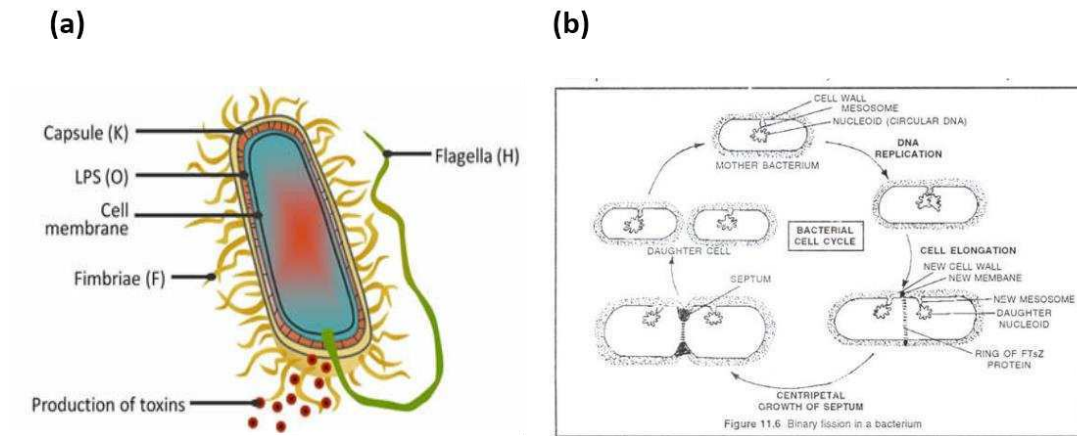 (a)
Capsule (K)
LPS (O)
Cell
membrane
Fimbriae (F)
Flagella (H)
Production of toxins
(b)
CELL WALL
MESOSOME
NUCLEOID (CIRCULAR DNA)
MOTHER BACTERIUM
DNA
REPLICATION
BACTERIAL
CELL CYCLE
DAUGHTER CELL
CELL ELONGATION
NEW CELL WALL
NEW MEMBANE
NEW MESOSOME
DAUGHTER
NUCLEOID
SEPTUM
RING OF FTsZ
PROTEIN
CENTRIPETAL
GROWTH OF SEPTUM
Figure 11.6 Binary fission in a bacterium